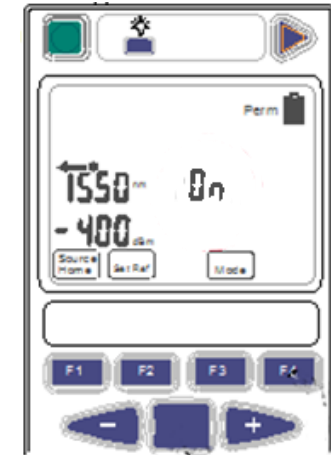 Perm
1550 nm On
- 400 dBm
Source Home Set Ref Mode
F1 F2 F3 F4
- +